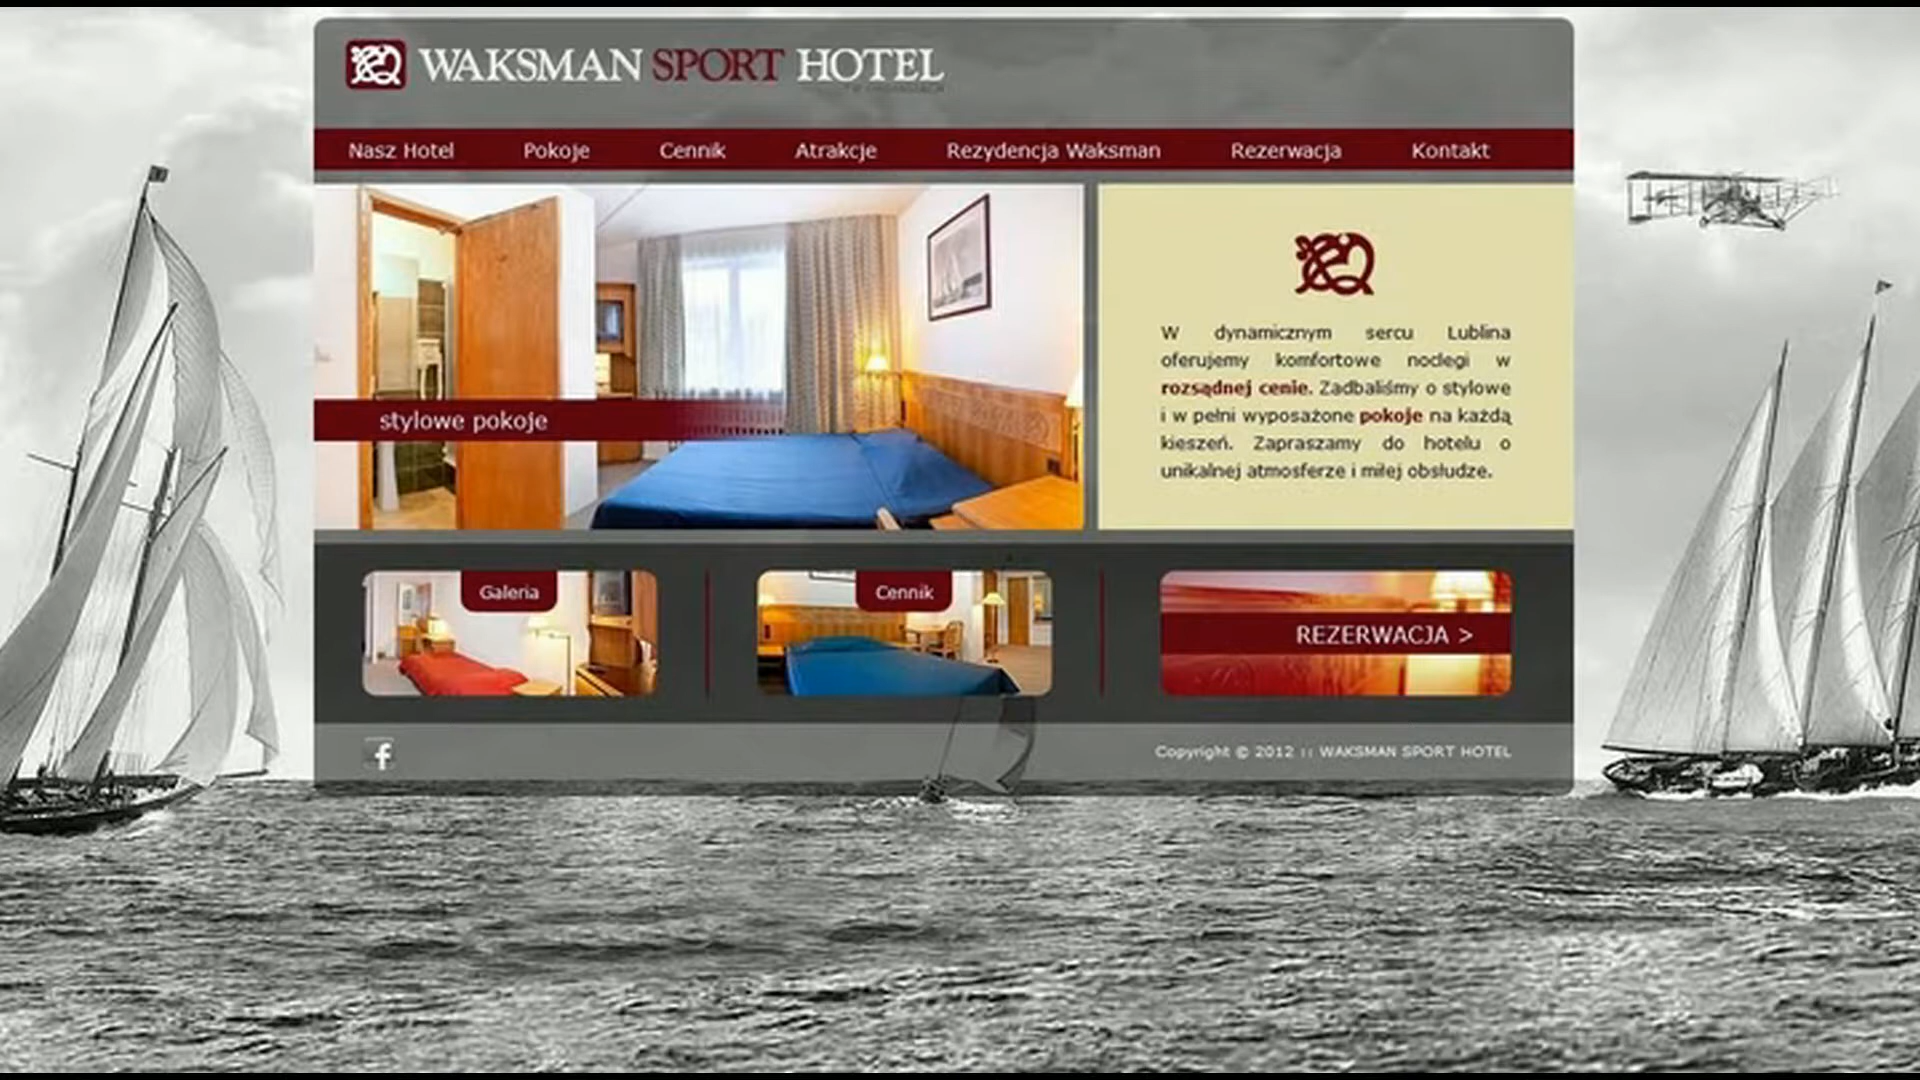 WAKSMAN SPORT HOTEL
Nasz Hotel Pokoje Cennik Atrakcje Rezydencja Waksman Rezerwacja Kontakt
stylowe pokoje
W dynamicznym sercu Lublina
oferujemy komfortowe noclegi w
rozsądnej cenie. Zadbaliśmy o stylowe
i w pełni wyposażone pokoje na każdą
kieszeń. Zapraszamy do hotelu o
unikalnej atmosferze i miłej obsłudze.
Galeria Cennik REZERWACJA >
f
Copyright © 2012 :: WAKSMAN SPORT HOTEL